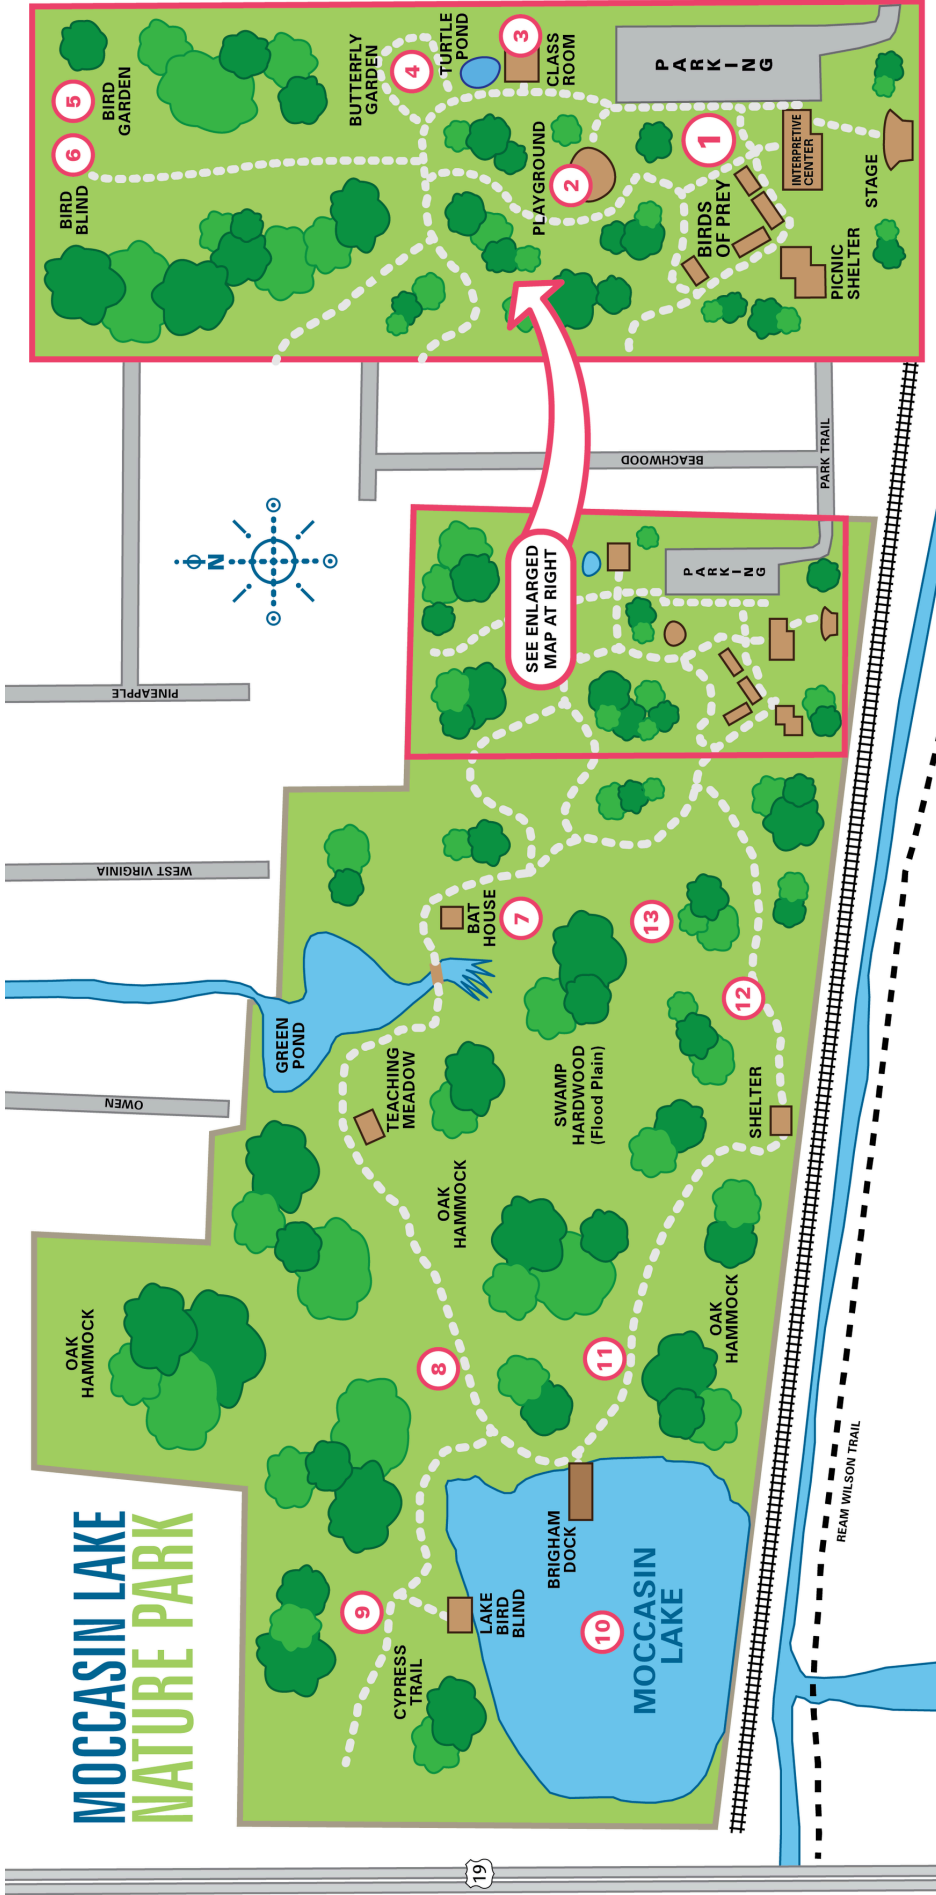 MOCCASIN LAKE
NATURE PARK
OAK
HAMMOCK
OWEN
WEST VIRGINIA
PINEAPPLE
N
BEACHWOOD
PARK TRAIL
GREEN
POND
TEACHING
MEADOW
BAT
HOUSE
7
SEE ENLARGED
MAP AT RIGHT
PARKING
9
CYPRESS
TRAIL
LAKE
BIRD
BLIND
8
OAK
HAMMOCK
SWAMP
HARDWOOD
(Flood Plain)
13
12
SHELTER
11
OAK
HAMMOCK
BRIGHAM
DOCK
10
MOCCASIN
LAKE
19
REAM WILSON TRAIL
6
5
BIRD
BLIND
BIRD
GARDEN
BUTTERFLY
GARDEN
4
TURTLE
POND
3
CLASS
ROOM
PLAYGROUND
2
PARKING
1
BIRDS
OF PREY
INTERPRETIVE
CENTER
PICNIC
SHELTER
STAGE